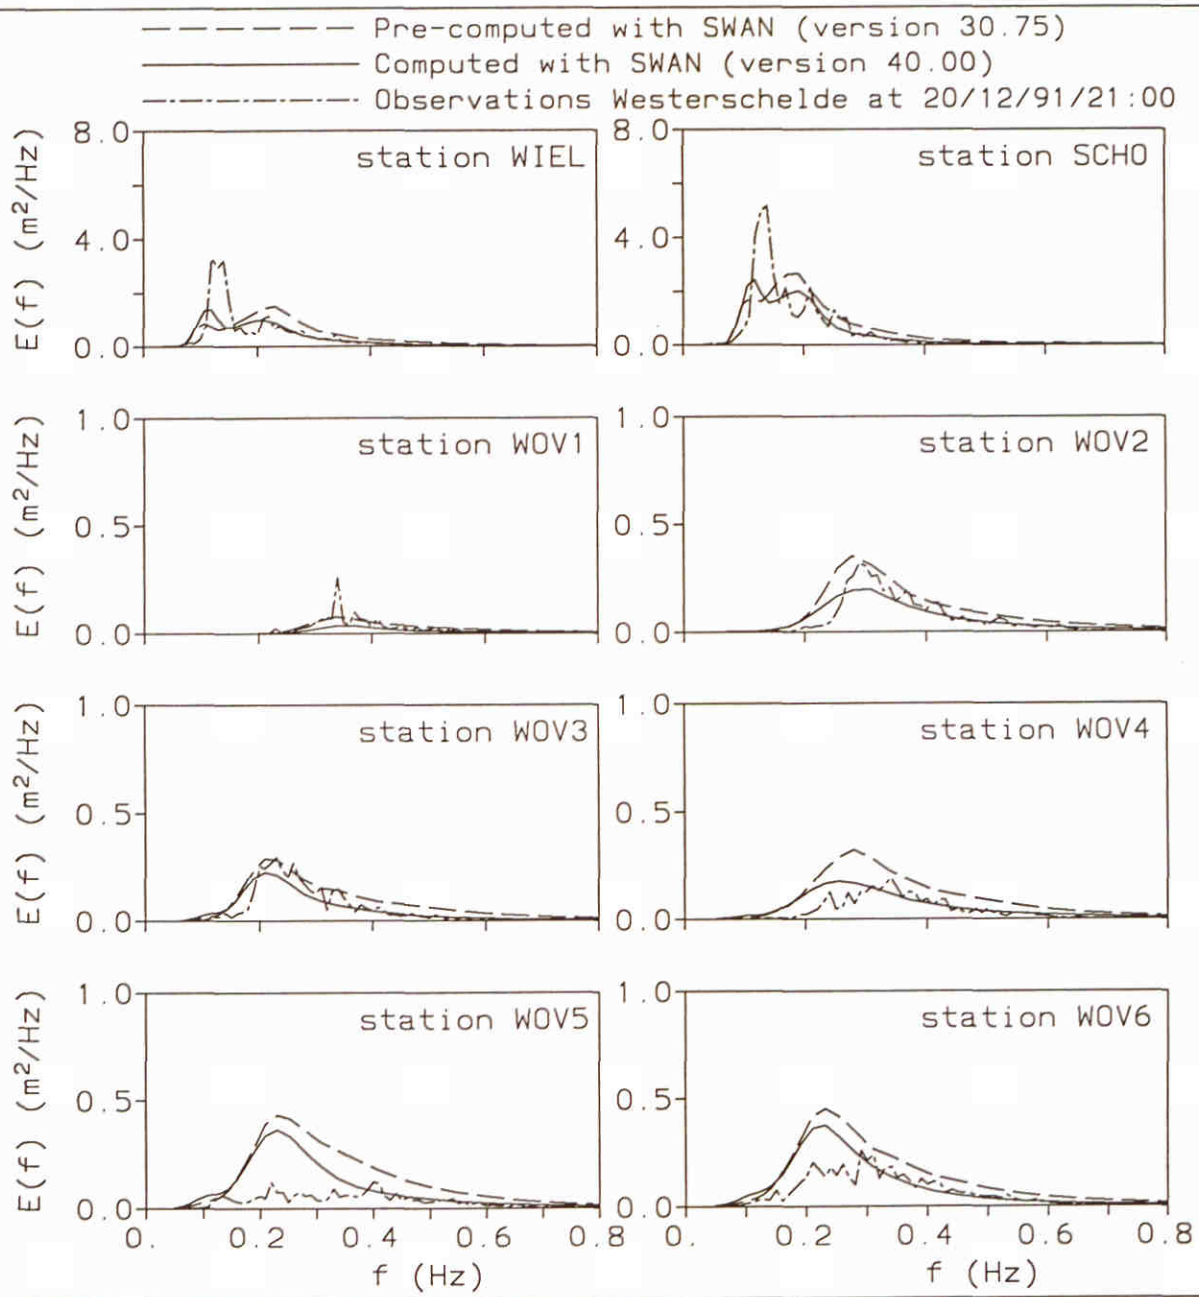 Pre-computed with SWAN (version 30.75)
Computed with SWAN (version 40.00)
Observations Westerschelde at 20/12/91/21:00
E(f) (m²/Hz)
8.0
4.0
0.0
station WIEL
8.0
4.0
0.0
station SCHO
E(f) (m²/Hz)
1.0
0.5
0.0
station WOV1
1.0
0.5
0.0
station WOV2
E(f) (m²/Hz)
1.0
0.5
0.0
station WOV3
1.0
0.5
0.0
station WOV4
E(f) (m²/Hz)
1.0
0.5
0.0
station WOV5
0. 0.2 0.4 0.6 0.8
f (Hz)
1.0
0.5
0.0
station WOV6
0. 0.2 0.4 0.6 0.8
f (Hz)